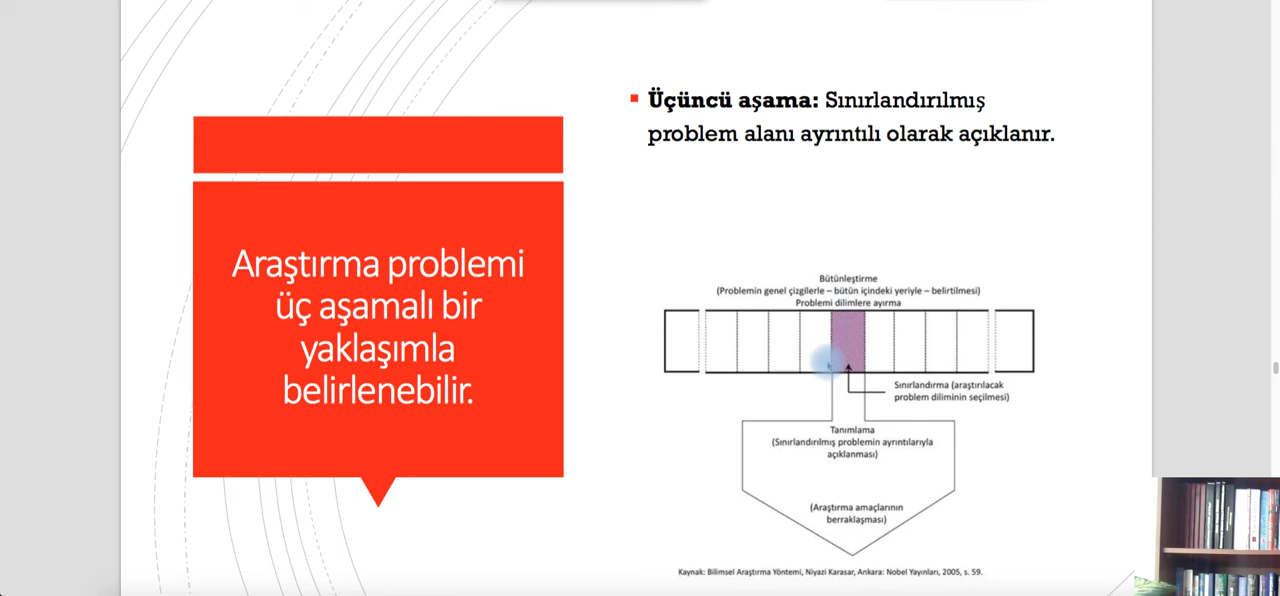 Araştırma problemi
üç aşamalı bir
yaklaşımla
belirlenebilir.
Üçüncü aşama: Sınırlandırılmış
problem alanı ayrıntılı olarak açıklanır.
Bütünleştirme
(Problemin genel çizgilerle – bütün içindeki yeriyle – belirtilmesi)
Problemi dilimlere ayırma
Sınırlandırma (araştırılacak
problem diliminin seçilmesi)
Tanımlama
(Sınırlandırılmış problemin ayrıntılarıyla
açıklanması)
(Araştırma amaçlarının
berraklaşması)
Kaynak: Bilimsel Araştırma Yöntemi, Niyazi Karasar, Ankara: Nobel Yayınları, 2005, s. 59.